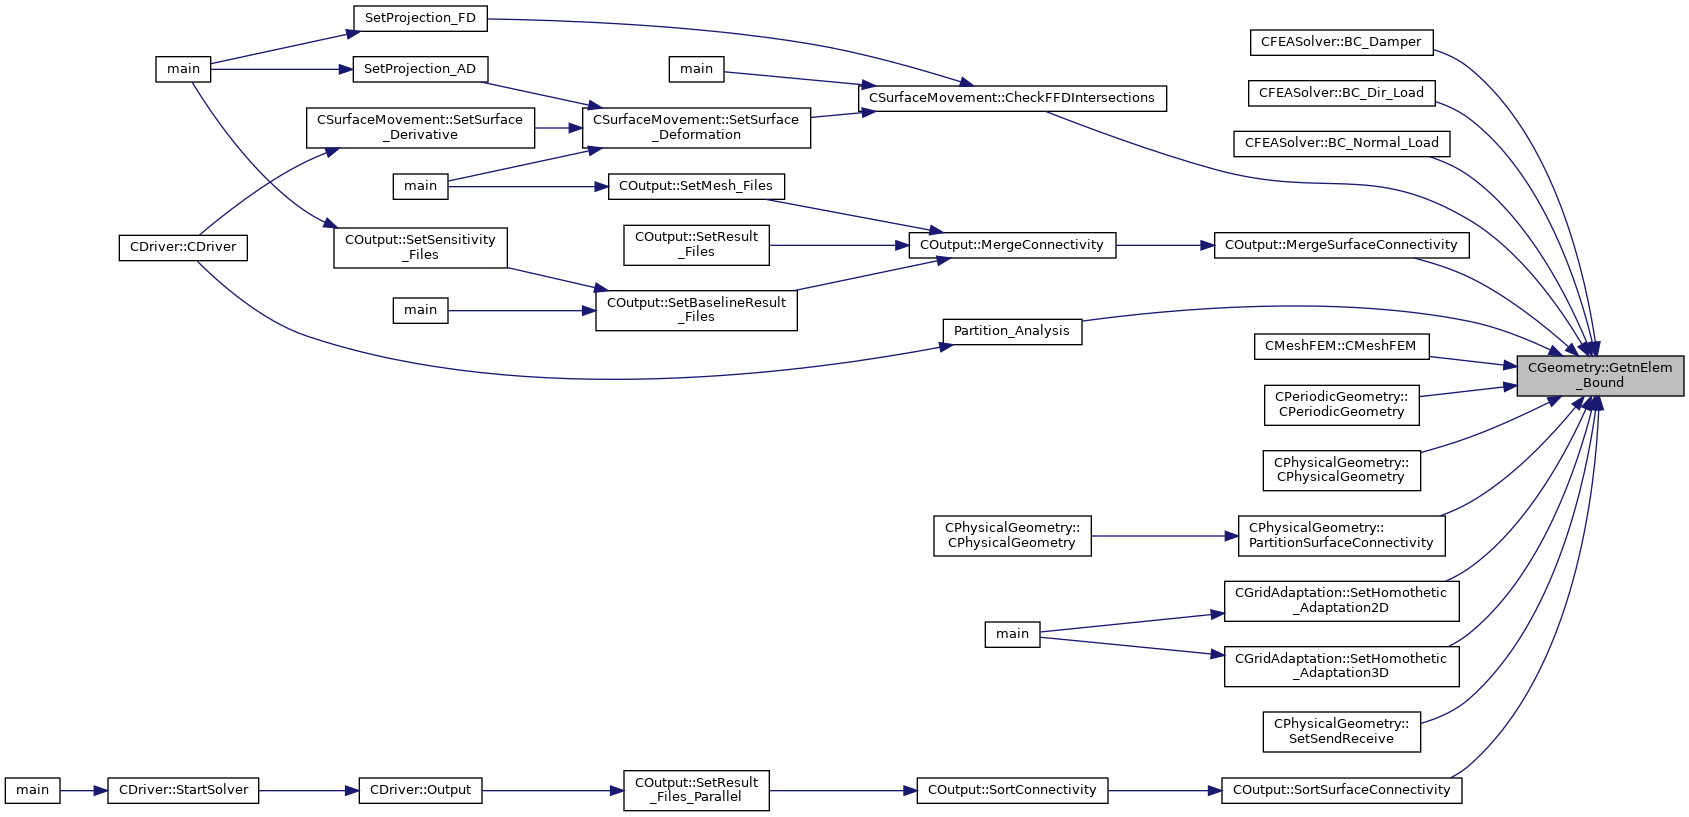 SetProjection_FD
main
SetProjection_AD
main
CSurfaceMovement::CheckFFDIntersections
CSurfaceMovement::SetSurface
_Derivative
CSurfaceMovement::SetSurface
_Deformation
main
COutput::SetMesh_Files
CDriver::CDriver
COutput::SetSensitivity
_Files
COutput::SetResult
_Files
COutput::MergeConnectivity
COutput::MergeSurfaceConnectivity
main
COutput::SetBaselineResult
_Files
Partition_Analysis
CFEASolver::BC_Damper
CFEASolver::BC_Dir_Load
CFEASolver::BC_Normal_Load
CMeshFEM::CMeshFEM
CGeometry::GetnElem
_Bound
CPeriodicGeometry::
CPeriodicGeometry
CPhysicalGeometry::
CPhysicalGeometry
CPhysicalGeometry::
CPhysicalGeometry
CPhysicalGeometry::
PartitionSurfaceConnectivity
main
CGridAdaptation::SetHomothetic
_Adaptation2D
CGridAdaptation::SetHomothetic
_Adaptation3D
CPhysicalGeometry::
SetSendReceive
main
CDriver::StartSolver
CDriver::Output
COutput::SetResult
_Files_Parallel
COutput::SortConnectivity
COutput::SortSurfaceConnectivity